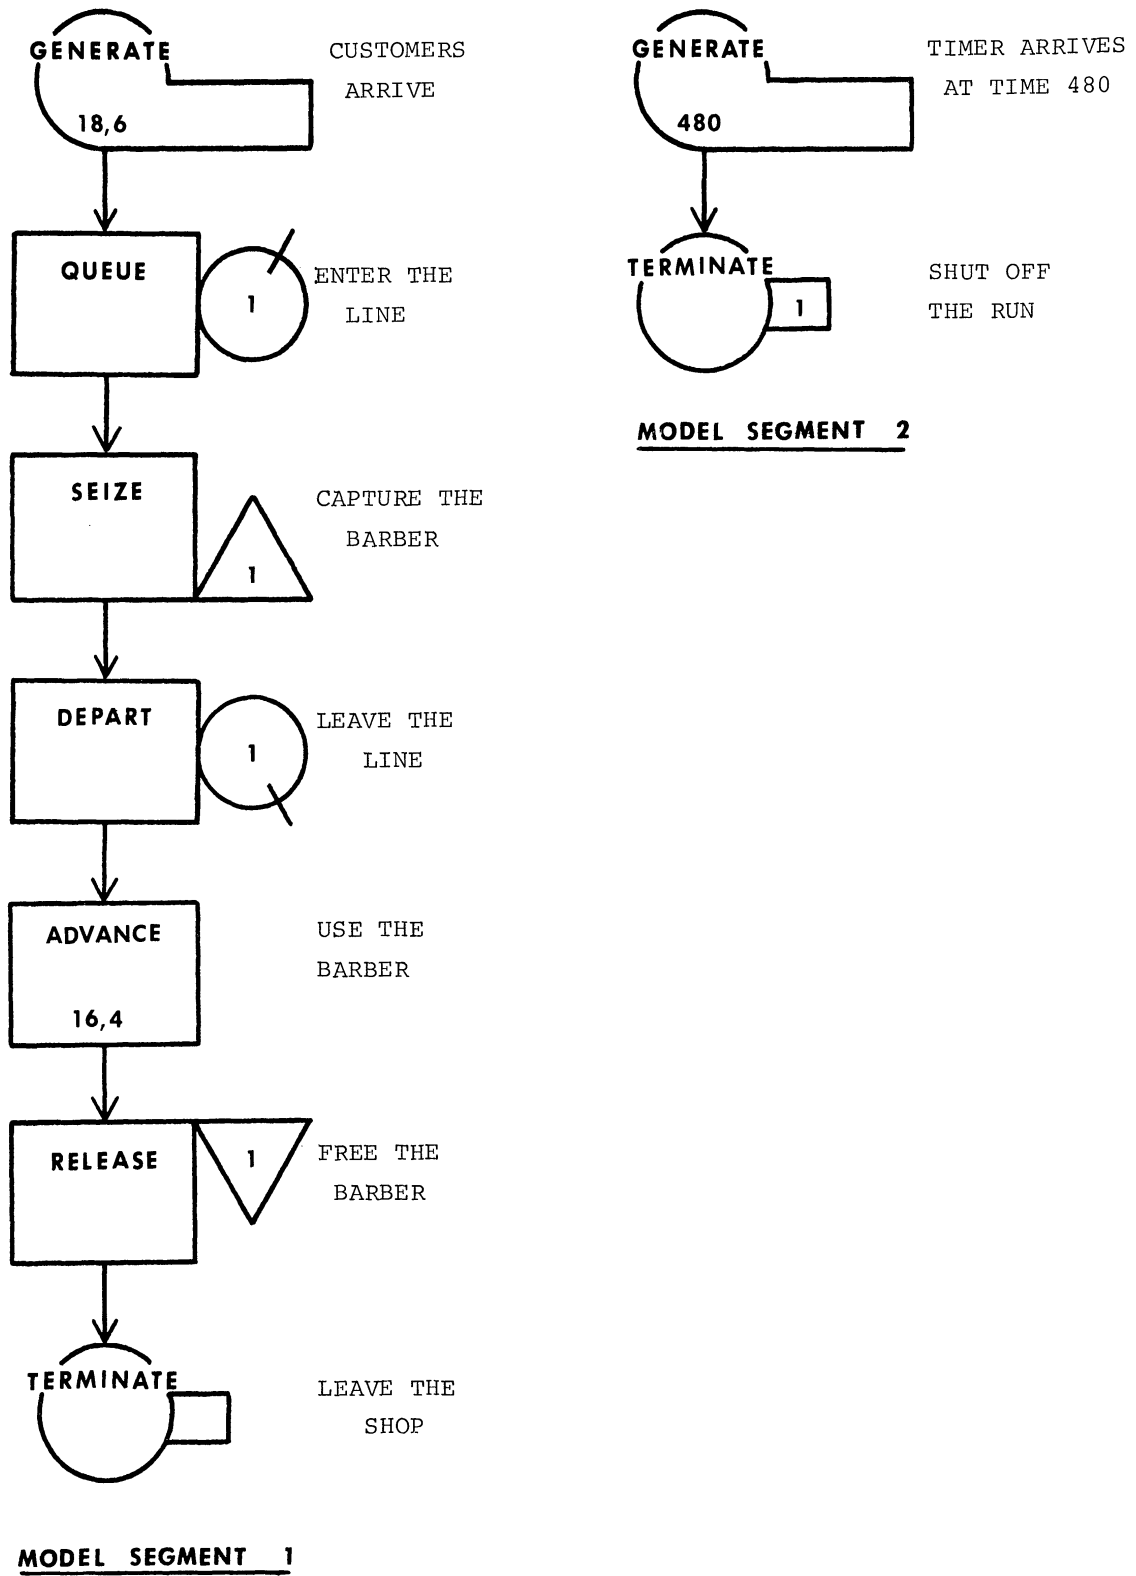 GENERATE
CUSTOMERS
ARRIVE
18,6
QUEUE
1
ENTER THE
LINE
SEIZE
CAPTURE THE
BARBER
1
DEPART
LEAVE THE
1
LINE
ADVANCE
USE THE
BARBER
16,4
RELEASE
1
FREE THE
BARBER
TERMINATE
LEAVE THE
SHOP
MODEL SEGMENT 1
GENERATE
TIMER ARRIVES
AT TIME 480
480
TERMINATE
1
SHUT OFF
THE RUN
MODEL SEGMENT 2